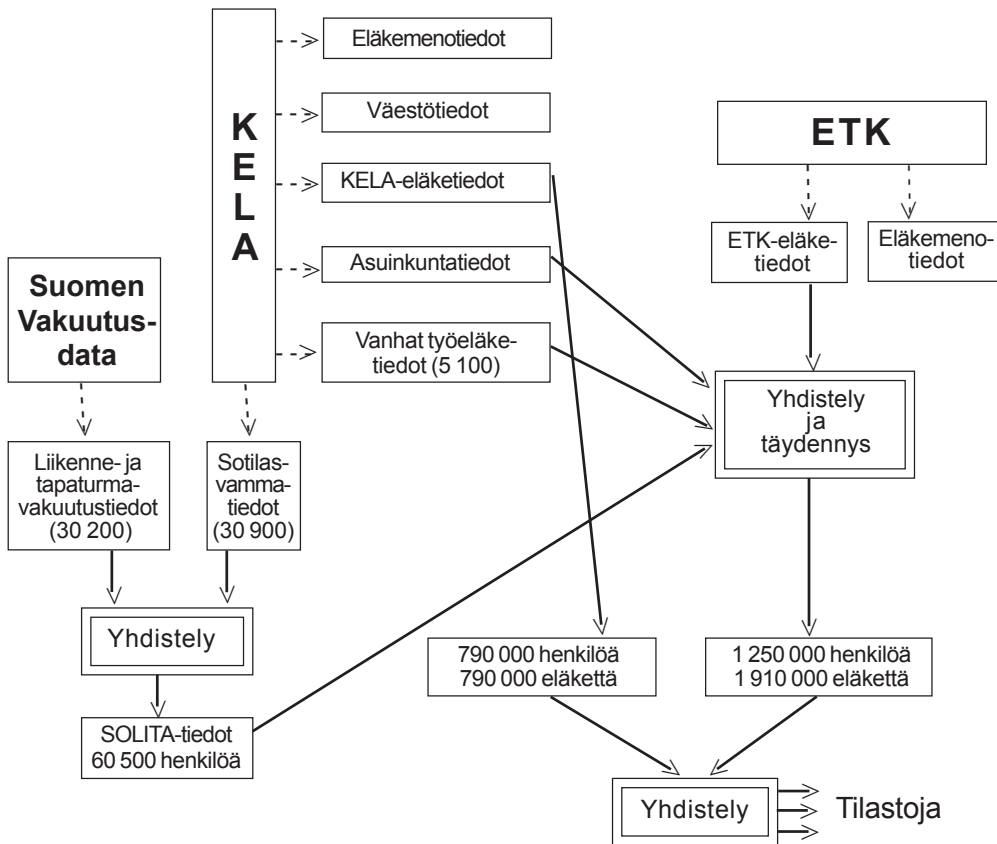 Eläkemenotiedot
K
E
L
A
Väestötiedot
KELA-eläketiedot
Asuinkuntatiedot
Vanhat työeläke-
tiedot (5 100)
ETK
ETK-eläke-
tiedot
Eläkemeno-
tiedot
Suomen
Vakuutus-
data
Yhdistely
ja
täydennys
Liikenne- ja
tapaturma-
vakuutustiedot
(30 200)
Sotilas-
vamma-
tiedot
(30 900)
Yhdistely
790 000 henkilöä
790 000 eläkettä
1 250 000 henkilöä
1 910 000 eläkettä
SOLITA-tiedot
60 500 henkilöä
Yhdistely
Tilastoja